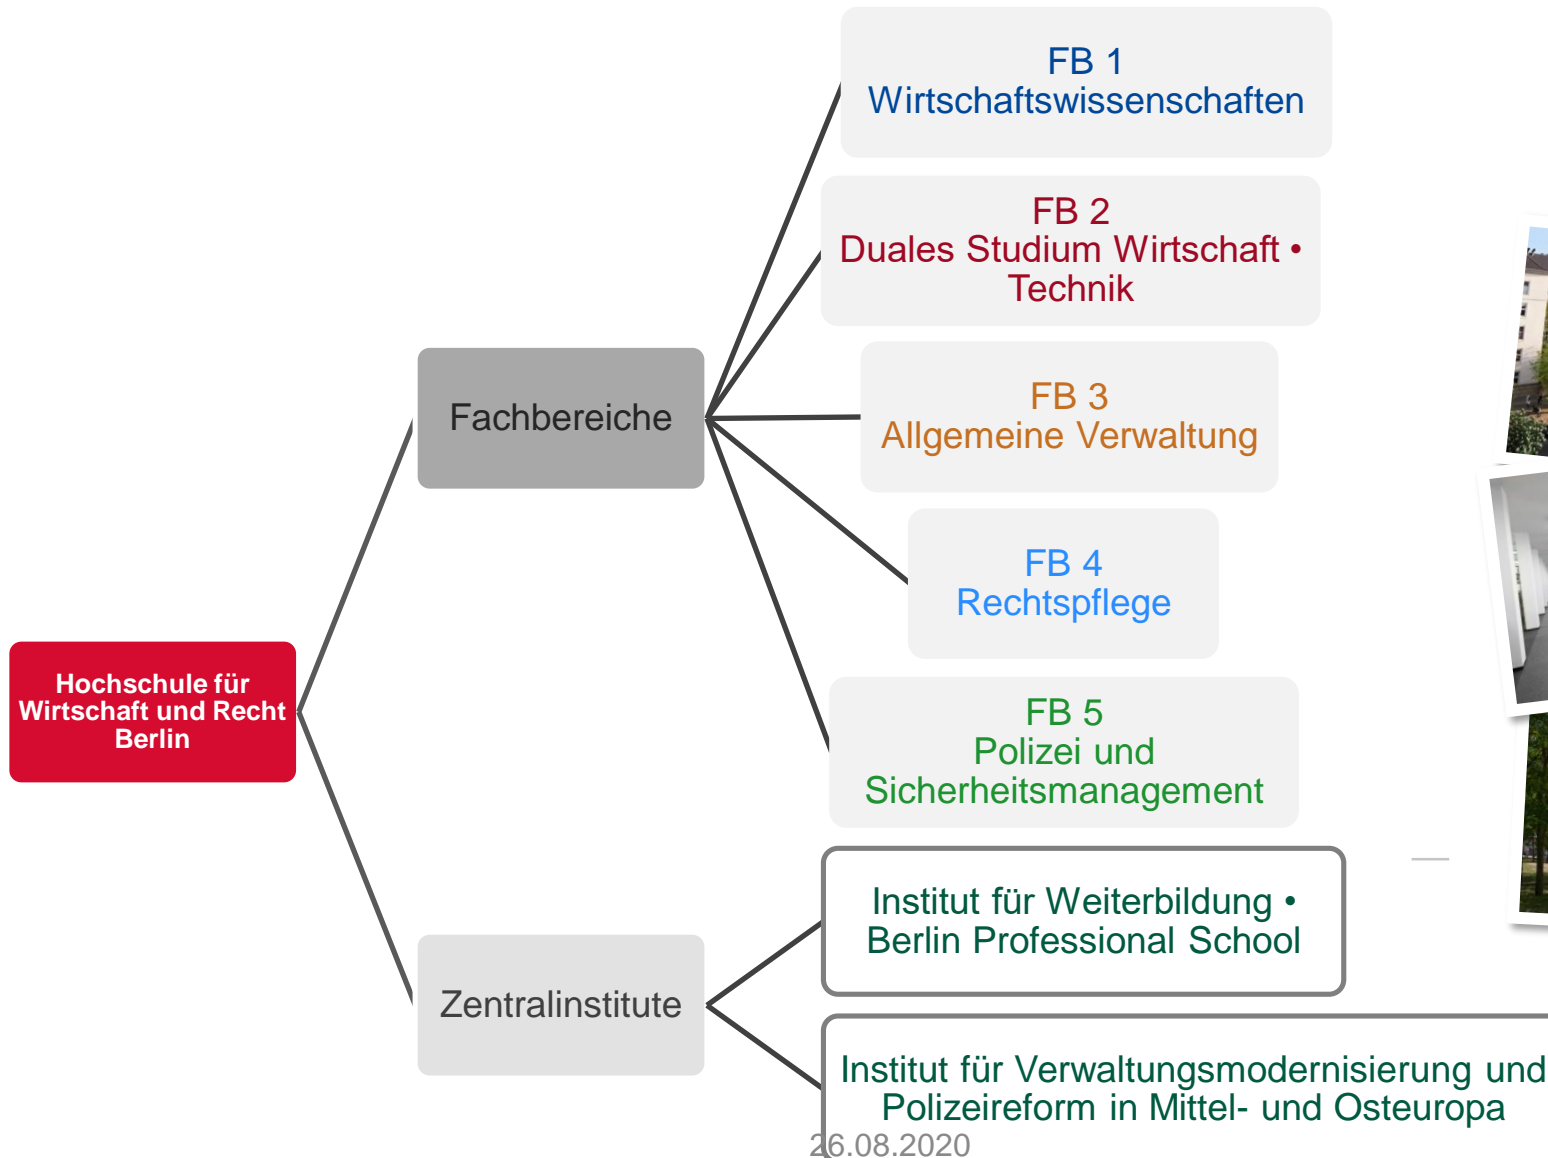 FB 1
Wirtschaftswissenschaften
FB 2
Duales Studium Wirtschaft •
Technik
Fachbereiche
FB 3
Allgemeine Verwaltung
FB 4
Rechtspflege
Hochschule für
Wirtschaft und Recht
Berlin
FB 5
Polizei und
Sicherheitsmanagement
Institut für Weiterbildung •
Berlin Professional School
Zentralinstitute
Institut für Verwaltungsmodernisierung und
Polizeireform in Mittel- und Osteuropa
26.08.2020